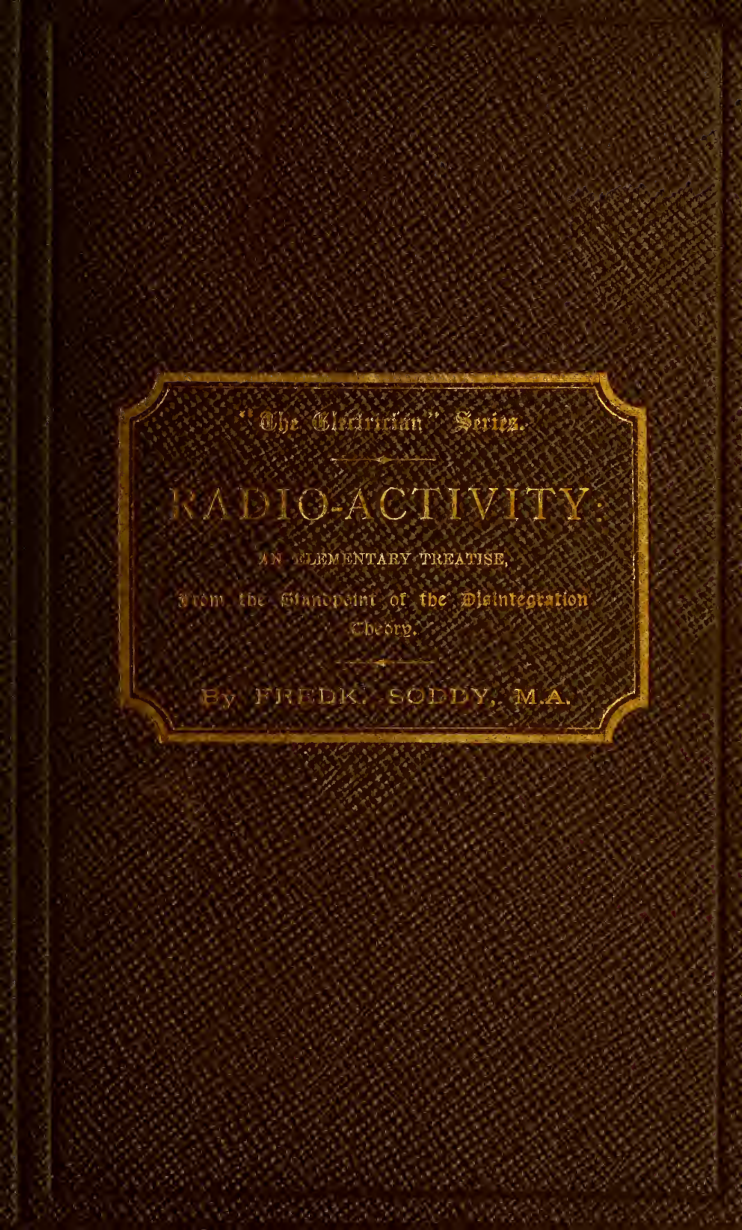 "The Electrician" Series.
RADIO-ACTIVITY:
AN ELEMENTARY TREATISE,
From the Standpoint of the Disintegration
Theory.
By FREDK. SODDY, M.A.